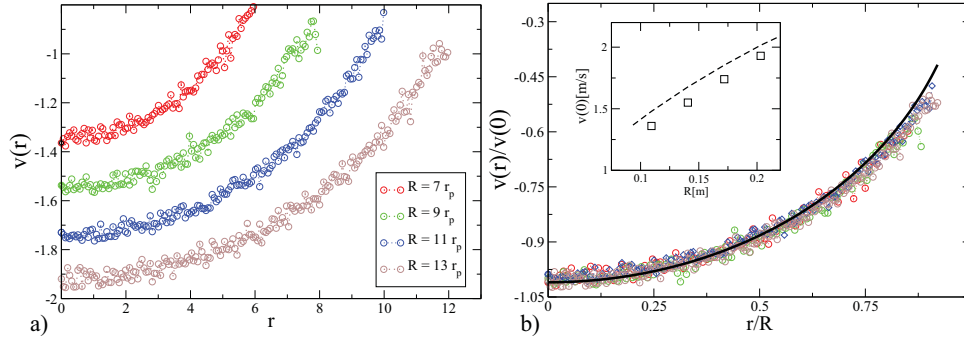 -1
-1.2
-1.4
-1.6
-1.8
-2
v(r)
0
2
4
6
8
10
12
r
R = 7 r_p
R = 9 r_p
R = 11 r_p
R = 13 r_p
a)
-0.3
-0.45
-0.6
-0.75
-0.9
-1.05
v(r)/v(0)
0
0.25
0.5
0.75
r/R
2
1.5
1
v(0)[m/s]
0.1
0.15
0.2
R[m]
b)